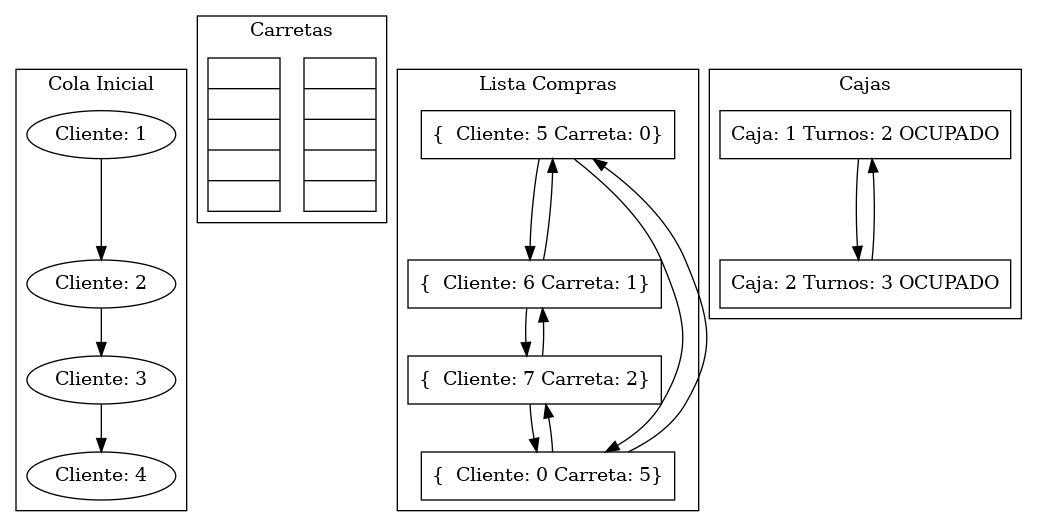 Cola Inicial
Cliente: 1
Cliente: 2
Cliente: 3
Cliente: 4
Carretas
Lista Compras
{  Cliente: 5 Carreta: 0}
{  Cliente: 6 Carreta: 1}
{  Cliente: 7 Carreta: 2}
{  Cliente: 0 Carreta: 5}
Cajas
Caja: 1 Turnos: 2 OCUPADO
Caja: 2 Turnos: 3 OCUPADO